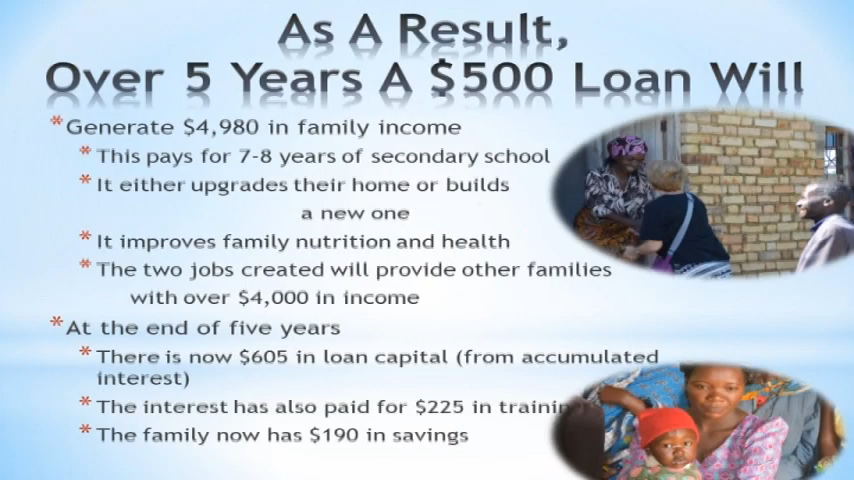 As A Result,
Over 5 Years A $500 Loan Will
* Generate $4,980 in family income
* This pays for 7-8 years of secondary school
* It either upgrades their home or builds
a new one
* It improves family nutrition and health
* The two jobs created will provide other families
with over $4,000 in income
* At the end of five years
* There is now $605 in loan capital (from accumulated
interest)
* The interest has also paid for $225 in
* The family now has $190 in savings